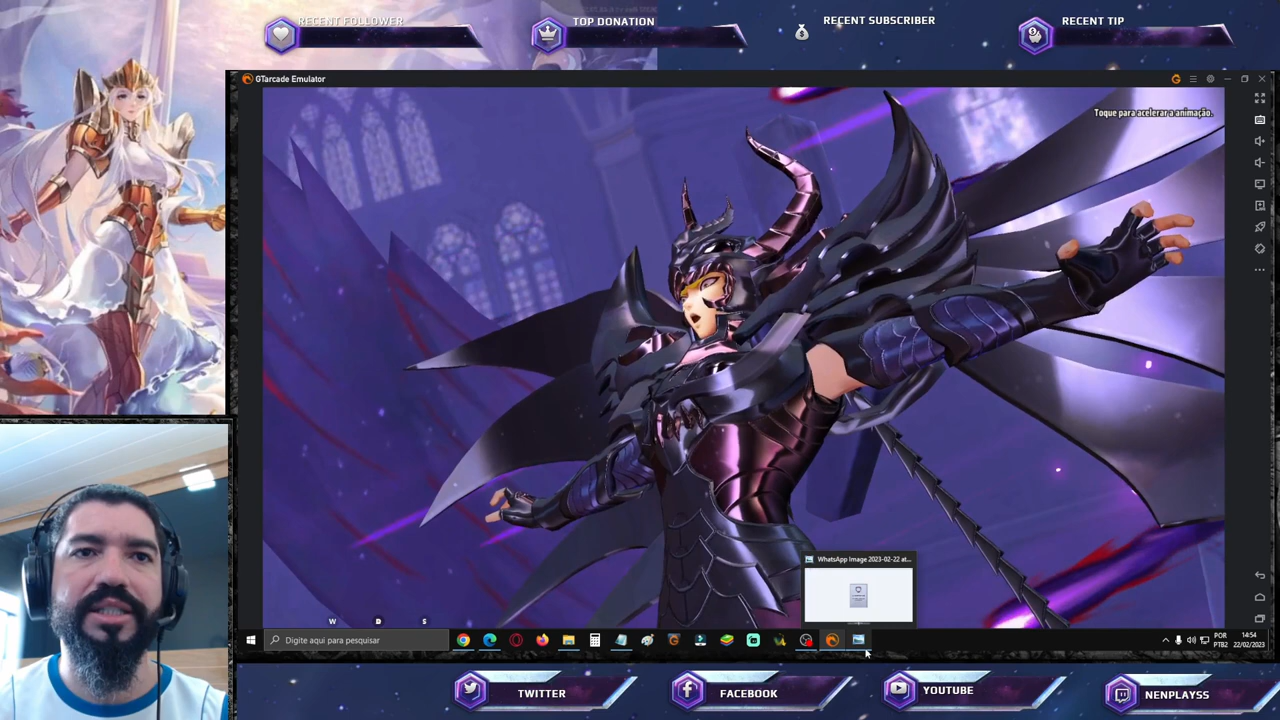 RECENT FOLLOWER
TOP DONATION
RECENT SUBSCRIBER
RECENT TIP
GTarcade Emulator
Toque para acelerar a animação.
WhatsApp Image 2023-02-22 at...
W D S
Digite aqui para pesquisar
POR
PTB2
14:54
22/02/2023
TWITTER
FACEBOOK
YOUTUBE
NENPLAYSS